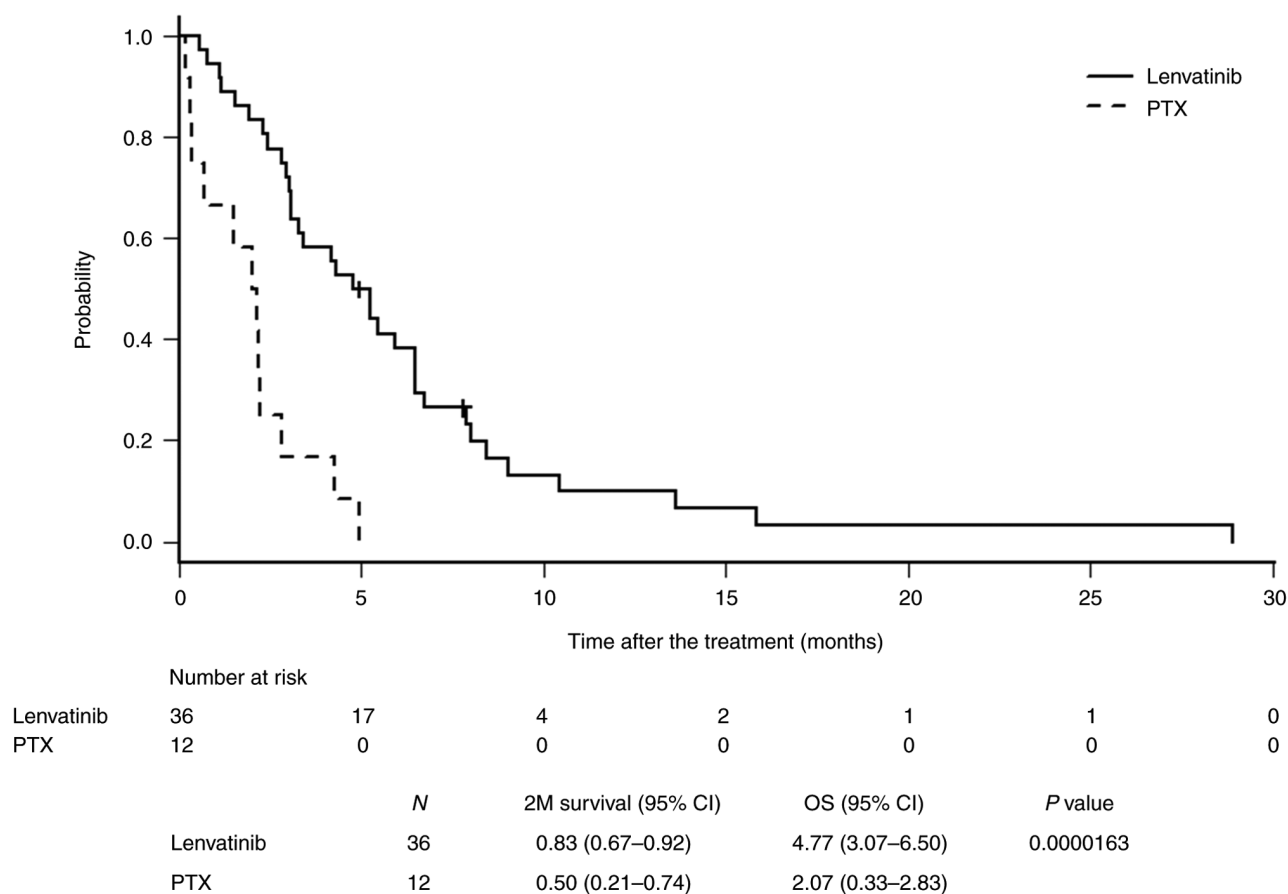 1.0
0.8
0.6
0.4
0.2
0.0
Probability
Lenvatinib
PTX
0 5 10 15 20 25 30
Time after the treatment (months)
Number at risk
Lenvatinib 36 17 4 2 1 1 0
PTX 12 0 0 0 0 0 0
N 2M survival (95% CI) OS (95% CI) P value
Lenvatinib 36 0.83 (0.67–0.92) 4.77 (3.07–6.50) 0.0000163
PTX 12 0.50 (0.21–0.74) 2.07 (0.33–2.83)